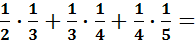 1/2 · 1/3 + 1/3 · 1/4 + 1/4 · 1/5 =